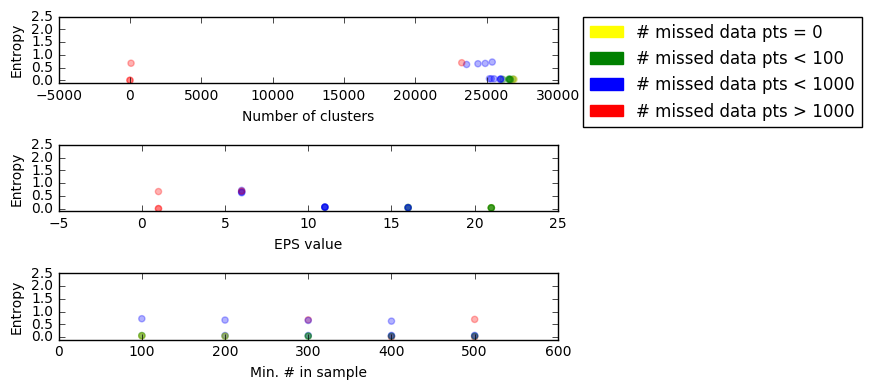 2.5
2.0
1.5
1.0
0.5
0.0
Entropy
−5000 0 5000 10000 15000 20000 25000 30000
Number of clusters
# missed data pts = 0
# missed data pts < 100
# missed data pts < 1000
# missed data pts > 1000
2.5
2.0
1.5
1.0
0.5
0.0
Entropy
−5 0 5 10 15 20 25
EPS value
2.5
2.0
1.5
1.0
0.5
0.0
Entropy
0 100 200 300 400 500 600
Min. # in sample